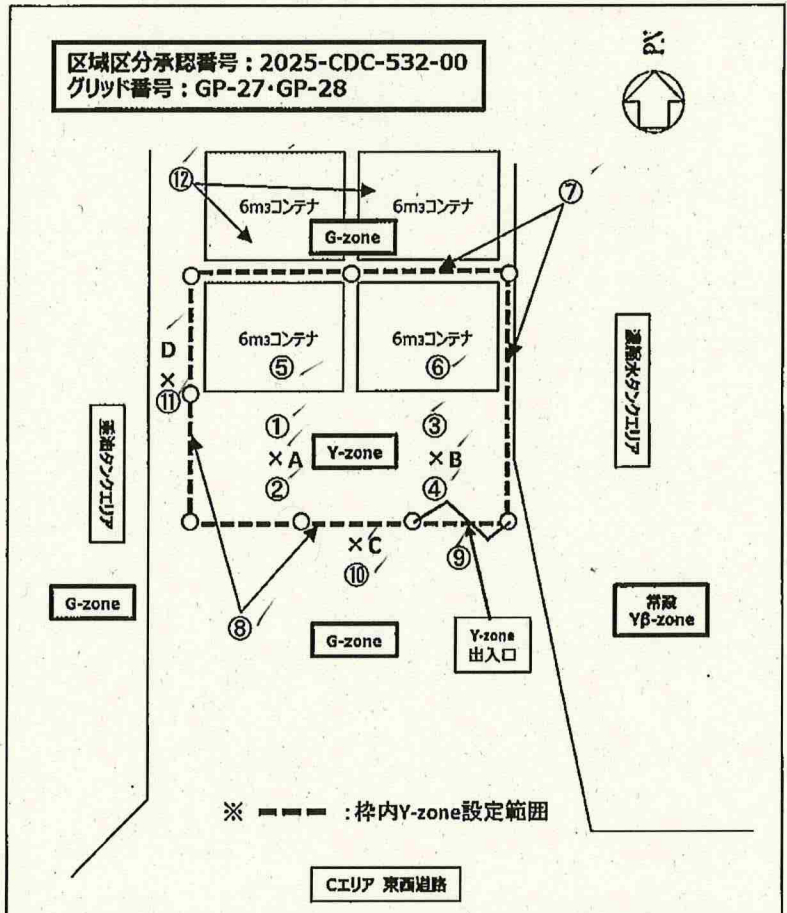 区域区分承認番号：2025-CDC-532-00
グリッド番号：GP-27・GP-28
⑫
6m3コンテナ
6m3コンテナ
⑦
G-zone
D
×
⑪
6m3コンテナ
⑤
6m3コンテナ
⑥
①
×A
②
Y-zone
③
×B
④
×C
⑩
⑨
⑧
G-zone
G-zone
Y-zone
出入口
常設
Yβ-zone
※ ーーー :枠内Y-zone設定範囲
Cエリア 東西道路